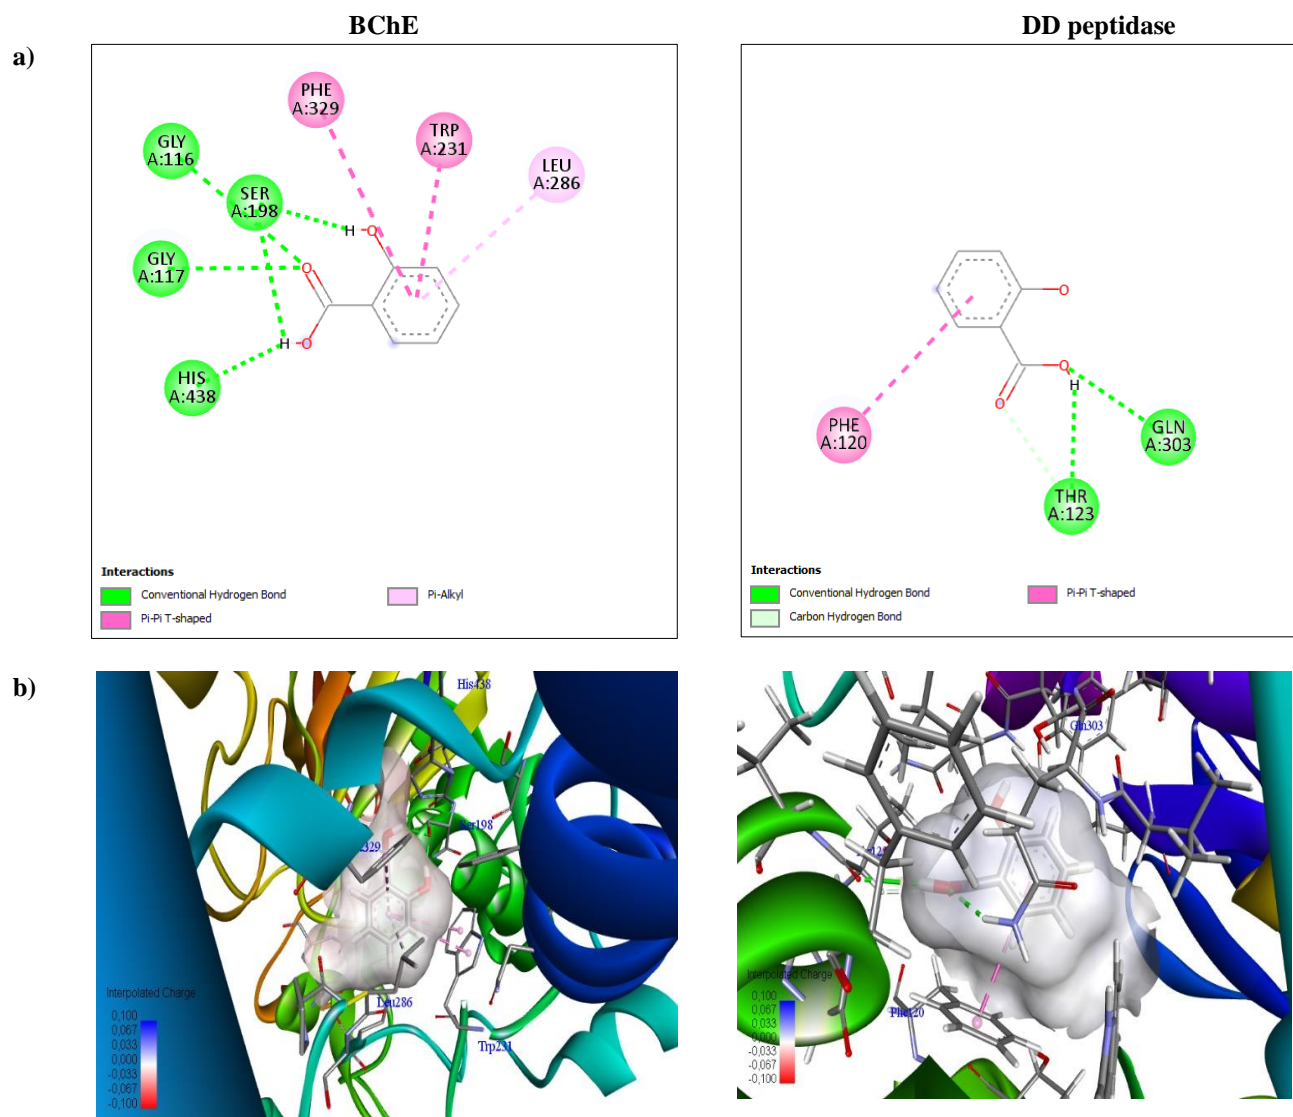 BChE
DD peptidase
a)
PHE
A:329
TRP
A:231
GLY
A:116
LEU
A:286
SER
A:198
H
O
O
GLY
A:117
H
O
HIS
A:438
Interactions
Conventional Hydrogen Bond
Pi-Pi T-shaped
Pi-Alkyl
O
O
H
O
PHE
A:120
GLN
A:303
THR
A:123
Interactions
Conventional Hydrogen Bond
Carbon Hydrogen Bond
Pi-Pi T-shaped
b)
His438
Ser198
329
Leu286
Trp231
Interpolated Charge
0,100
0,067
0,033
0,000
-0,033
-0,067
-0,100
Gln303
Phe120
Interpolated Charge
0,100
0,067
0,033
0,000
-0,033
-0,067
-0,100